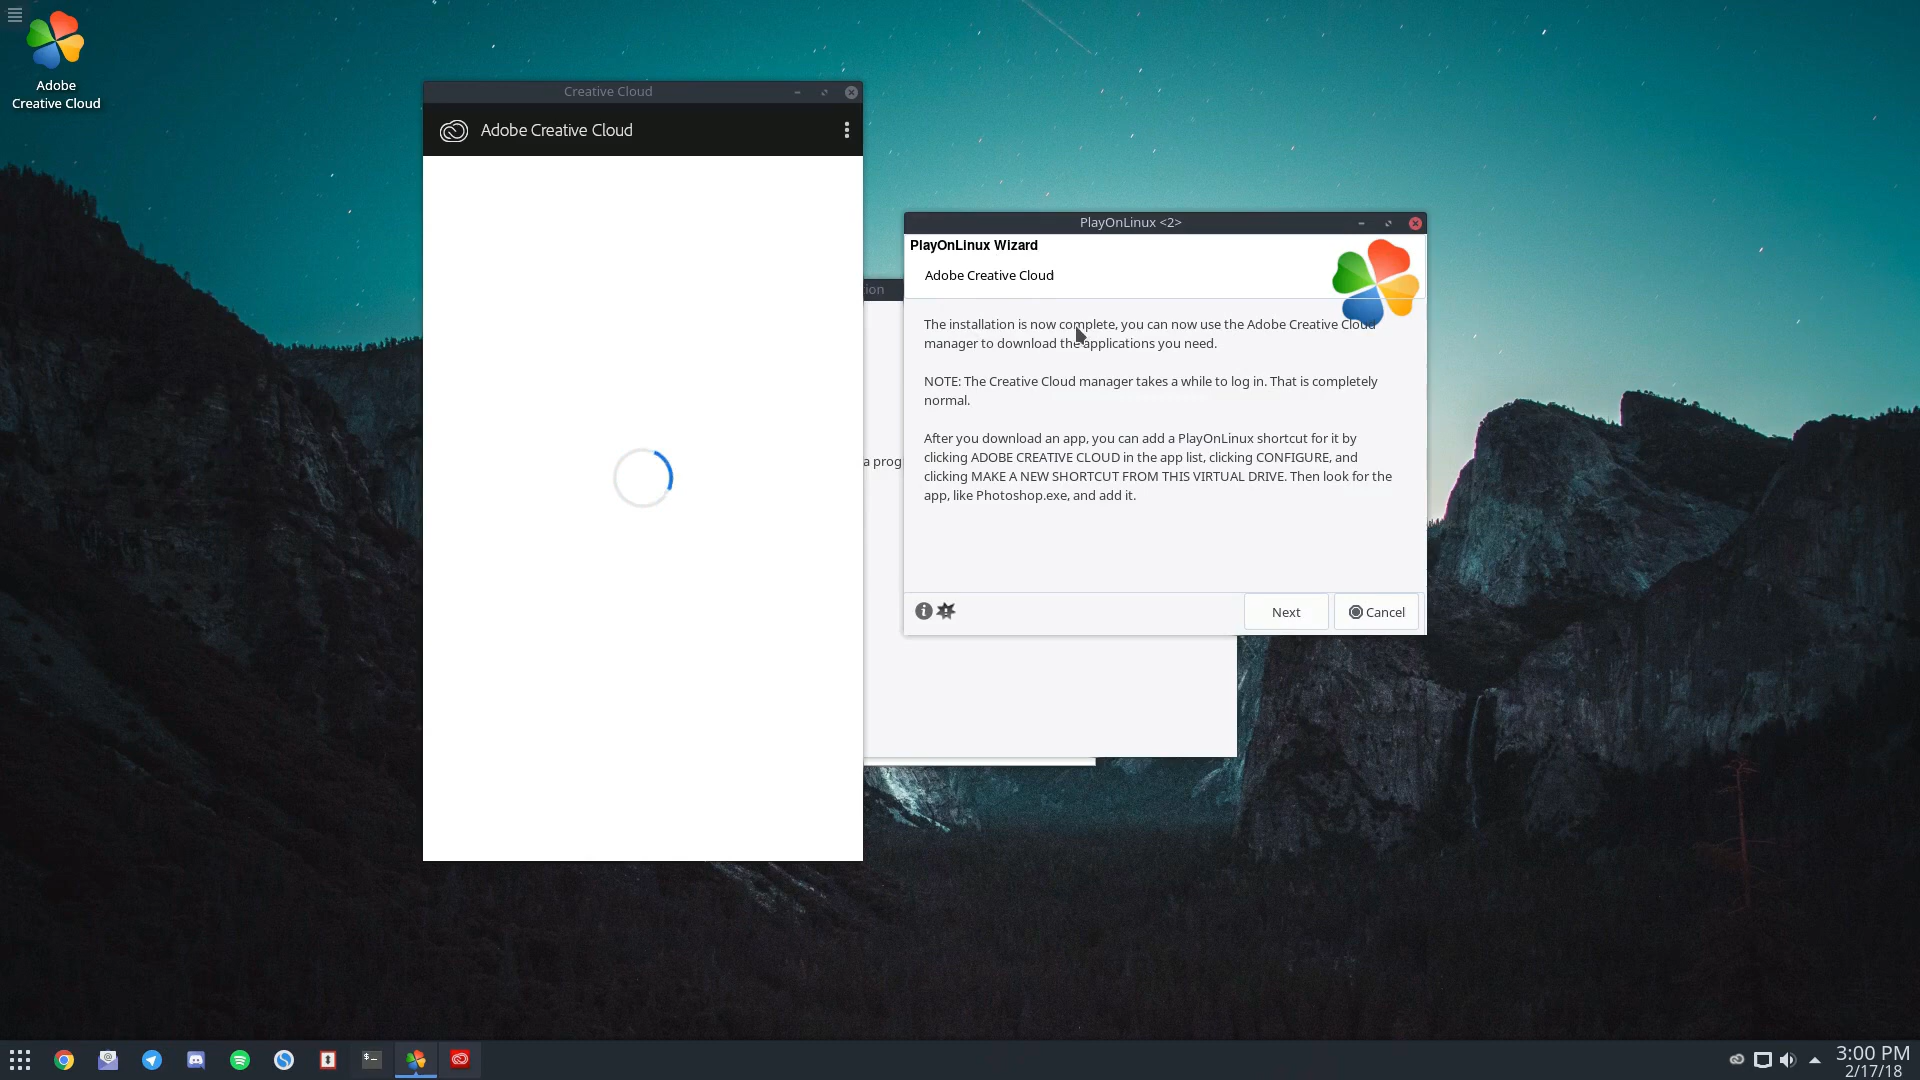 Adobe
Creative Cloud
Creative Cloud
Adobe Creative Cloud
PlayOnLinux <2>
PlayOnLinux Wizard
Adobe Creative Cloud
ion
The installation is now complete, you can now use the Adobe Creative Cloud
manager to download the applications you need.
NOTE: The Creative Cloud manager takes a while to log in. That is completely
normal.
After you download an app, you can add a PlayOnLinux shortcut for it by
a prog
clicking ADOBE CREATIVE CLOUD in the app list, clicking CONFIGURE, and
clicking MAKE A NEW SHORTCUT FROM THIS VIRTUAL DRIVE. Then look for the
app, like Photoshop.exe, and add it.
Next
Cancel
3:00 PM
2/17/18